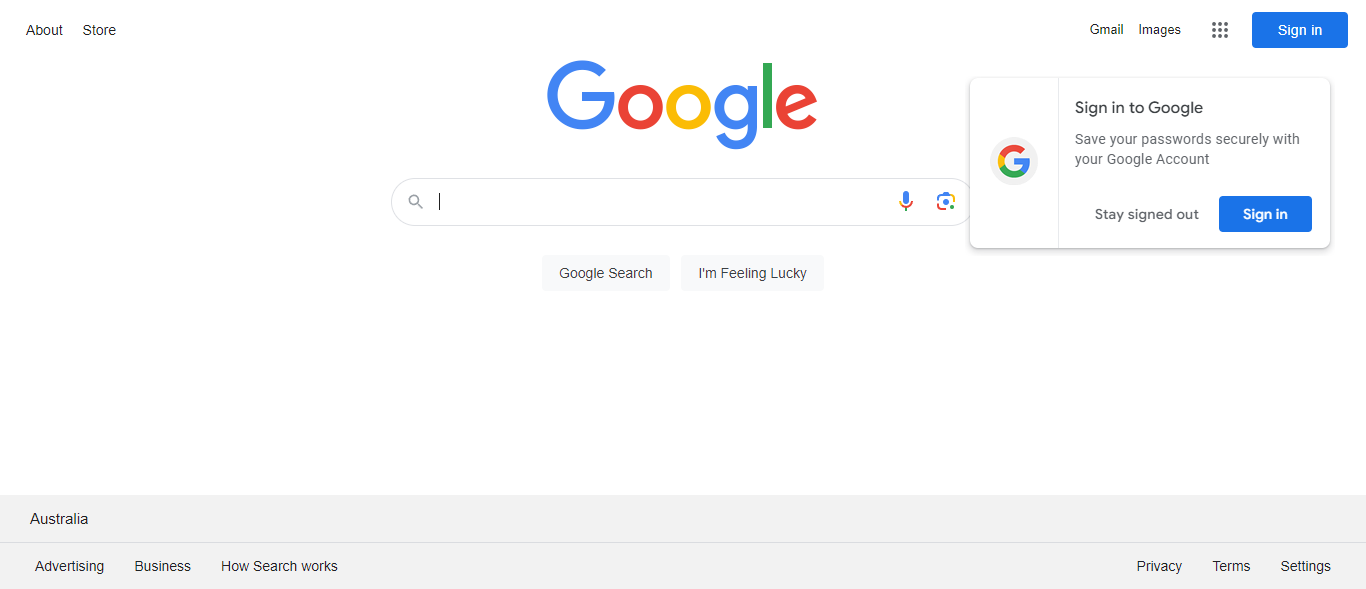 About Store
Gmail Images
Sign in
Google
Sign in to Google
Save your passwords securely with
your Google Account
Stay signed out
Sign in
Google Search
I'm Feeling Lucky
Australia
Advertising Business How Search works
Privacy Terms Settings